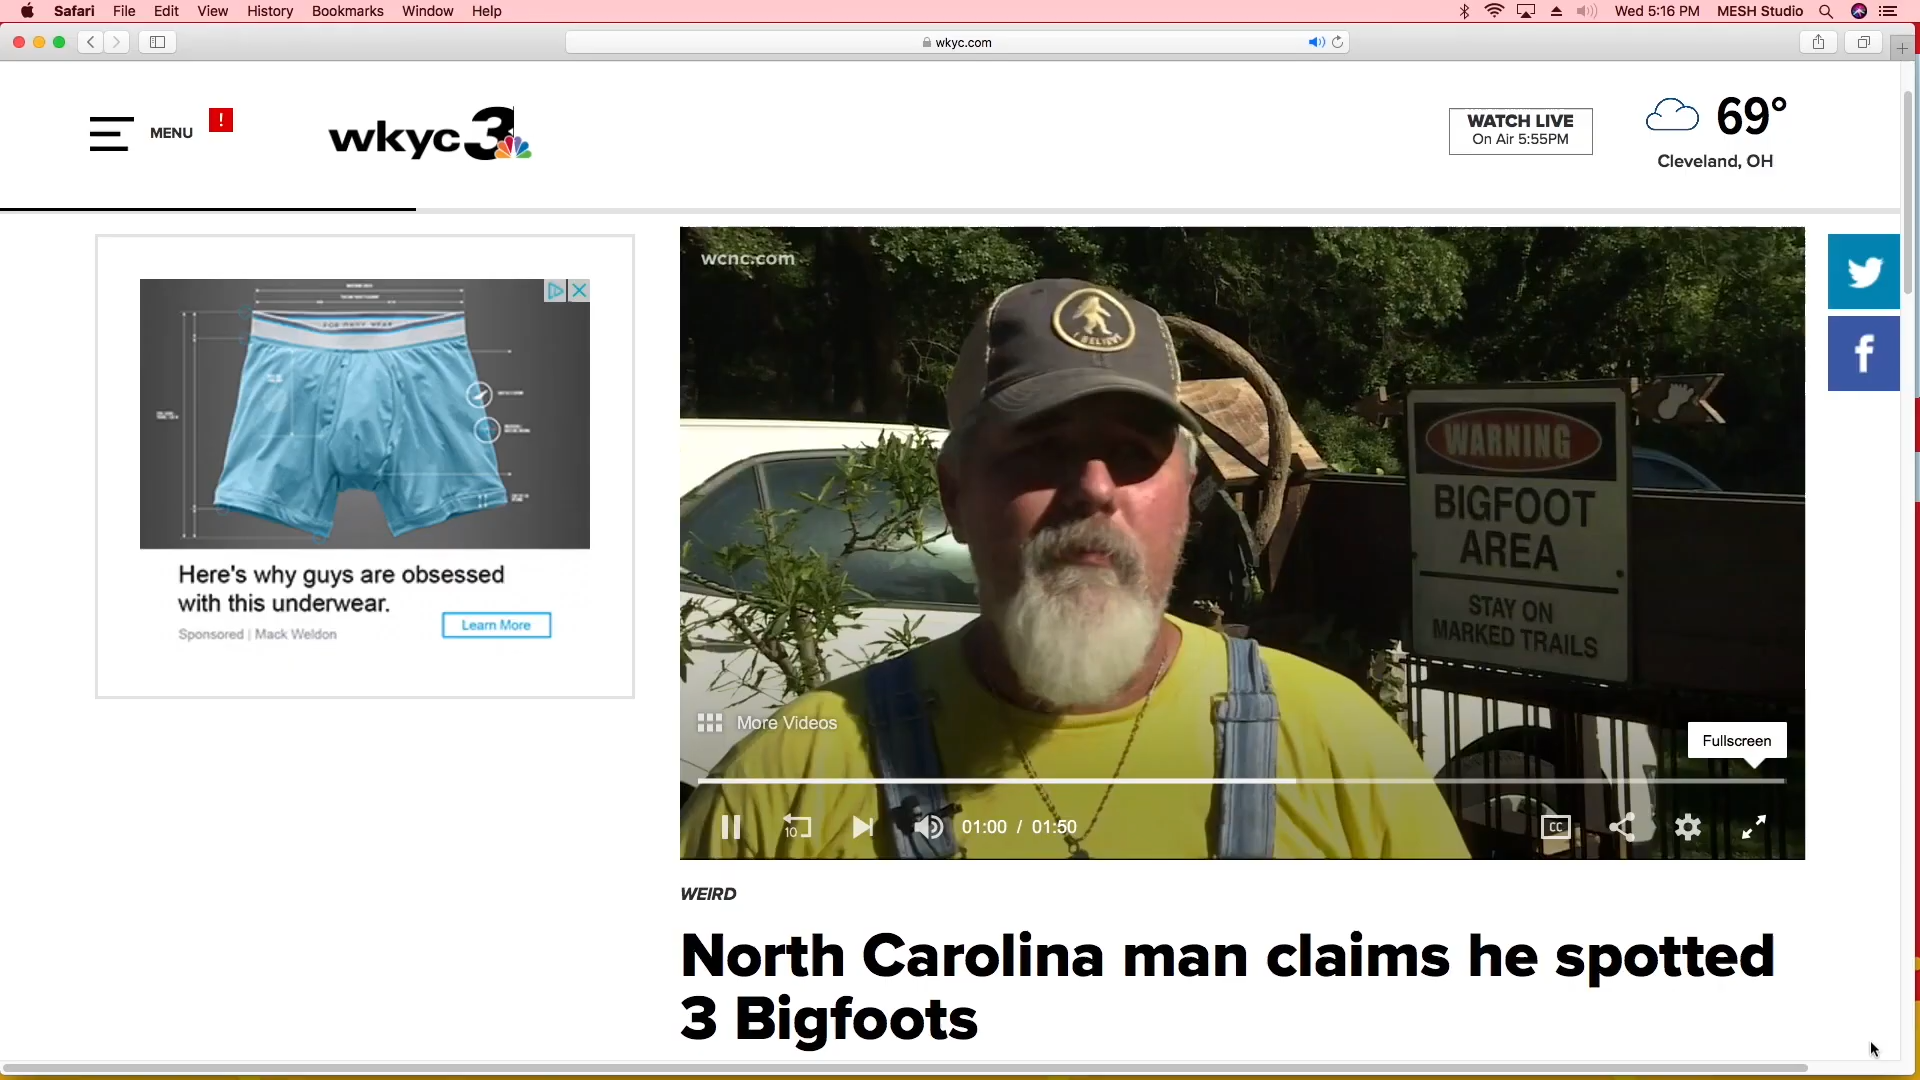 Safari File Edit View History Bookmarks Window Help
Wed 5:16 PM MESH Studio
wkyc.com
MENU
!
wkyc 3
WATCH LIVE
On Air 5:55PM
69°
Cleveland, OH
Here's why guys are obsessed
with this underwear.
Sponsored | Mack Weldon
Learn More
wcnc.com
BELIEVE
WARNING
BIGFOOT
AREA
STAY ON
MARKED TRAILS
More Videos
Fullscreen
10
01:00 / 01:50
CC
WEIRD
North Carolina man claims he spotted
3 Bigfoots